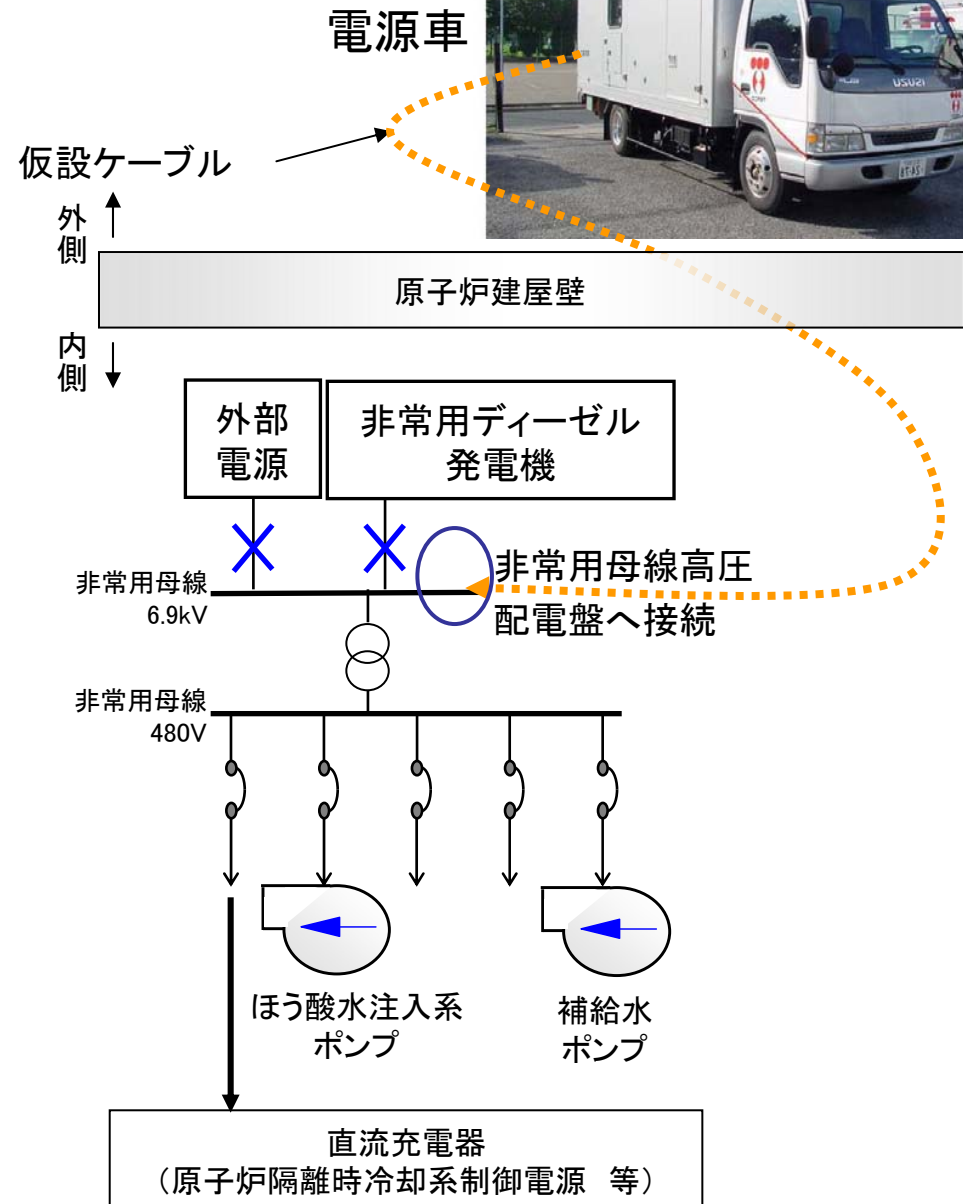 電源車
仮設ケーブル
外側
原子炉建屋壁
内側
外部
電源
非常用ディーゼル
発電機
非常用母線
6.9kV
非常用母線高圧
配電盤へ接続
非常用母線
480V
ほう酸水注入系
ポンプ
補給水
ポンプ
直流充電器
（原子炉隔離時冷却系制御電源　等）